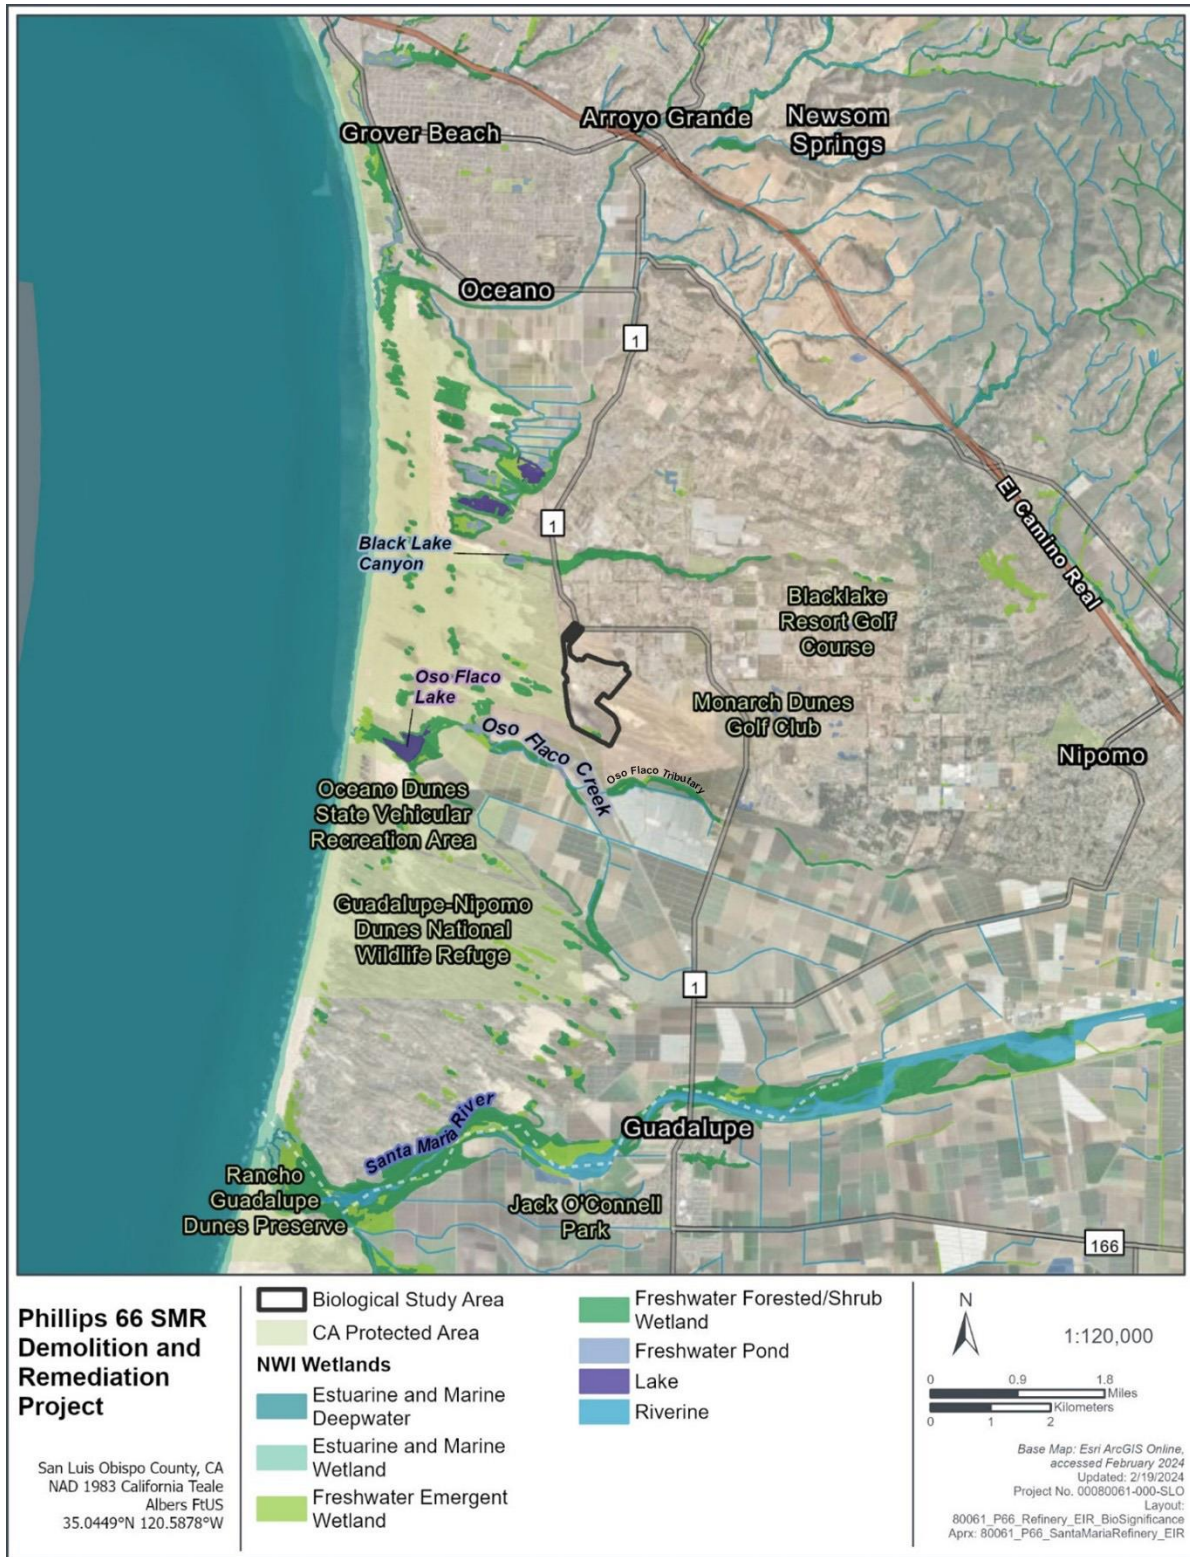 Grover Beach
Arroyo Grande
Newsom
Springs
Oceano
1
1
Black Lake
Canyon
El Camino Real
Blacklake
Resort Golf
Course
Oso Flaco
Lake
Monarch Dunes
Golf Club
Oso Flaco Creek
Oso Flaco Tributary
Nipomo
Oceano Dunes
State Vehicular
Recreation Area
Guadalupe-Nipomo
Dunes National
Wildlife Refuge
1
Santa Maria River
Guadalupe
Rancho
Guadalupe
Dunes Preserve
Jack O'Connell
Park
166
Phillips 66 SMR
Demolition and
Remediation
Project
San Luis Obispo County, CA
NAD 1983 California Teale
Albers FtUS
35.0449°N 120.5878°W
Biological Study Area
CA Protected Area
NWI Wetlands
Estuarine and Marine
Deepwater
Estuarine and Marine
Wetland
Freshwater Emergent
Wetland
Freshwater Forested/Shrub
Wetland
Freshwater Pond
Lake
Riverine
N
1:120,000
0 0.9 1.8
Miles
Kilometers
0 1 2
Base Map: Esri ArcGIS Online,
accessed February 2024
Updated: 2/19/2024
Project No. 00080061-000-SLO
Layout:
80061_P66_Refinery_EIR_BioSignificance
Aprx: 80061_P66_SantaMariaRefinery_EIR